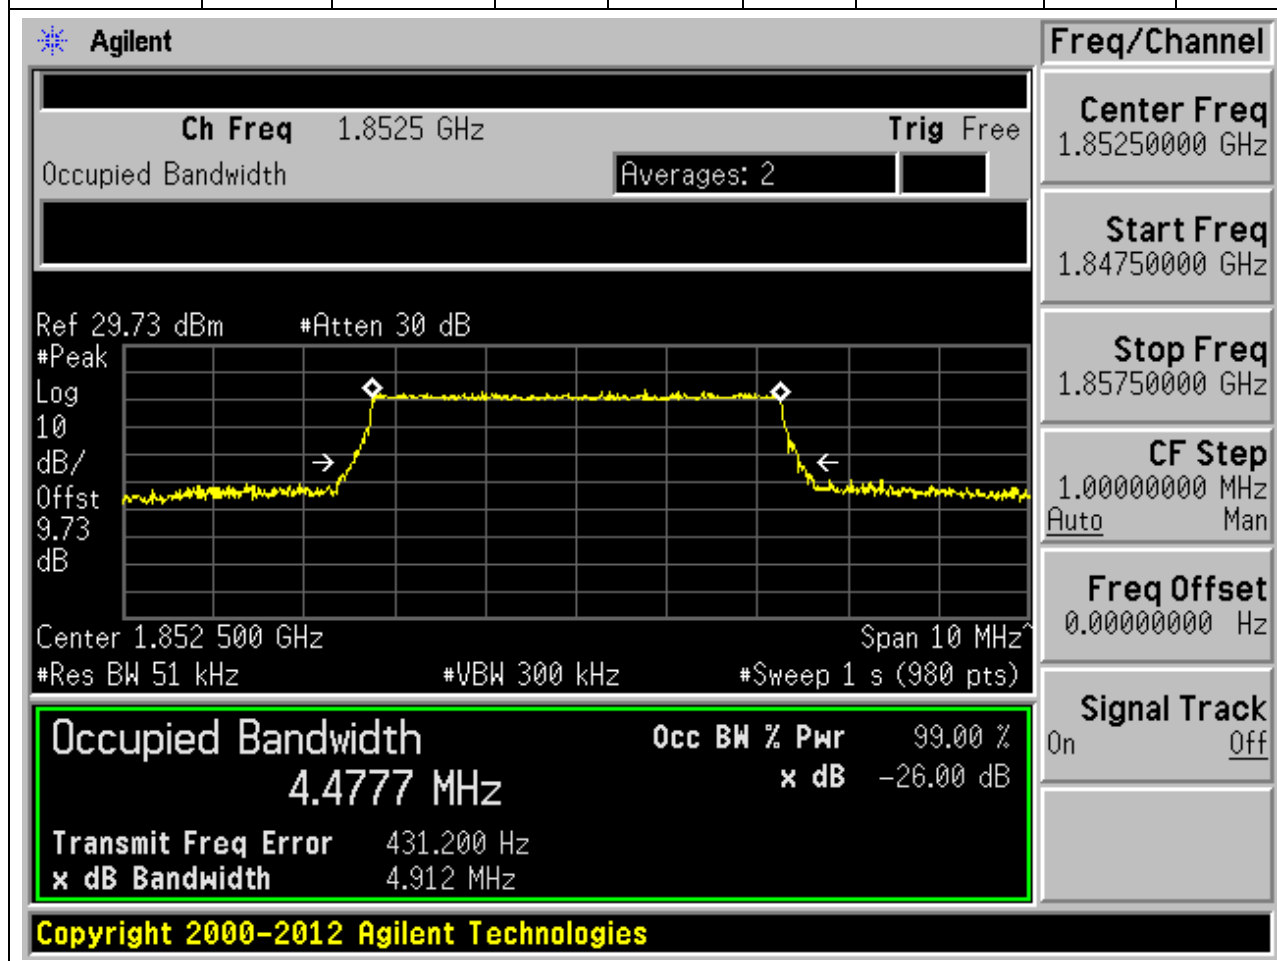 Agilent
Freq/Channel
Ch Freq 1.8525 GHz Trig Free
Occupied Bandwidth Averages: 2
Center Freq
1.85250000 GHz
Start Freq
1.84750000 GHz
Stop Freq
1.85750000 GHz
CF Step
1.00000000 MHz
Auto Man
Freq Offset
0.00000000 Hz
Signal Track
On Off
Ref 29.73 dBm #Atten 30 dB
#Peak
Log
10
dB/
Offst
9.73
dB
Center 1.852 500 GHz Span 10 MHz^
#Res BW 51 kHz #VBW 300 kHz #Sweep 1 s (980 pts)
Occupied Bandwidth Occ BW % Pwr 99.00 %
4.4777 MHz x dB -26.00 dB
Transmit Freq Error 431.200 Hz
x dB Bandwidth 4.912 MHz
Copyright 2000-2012 Agilent Technologies